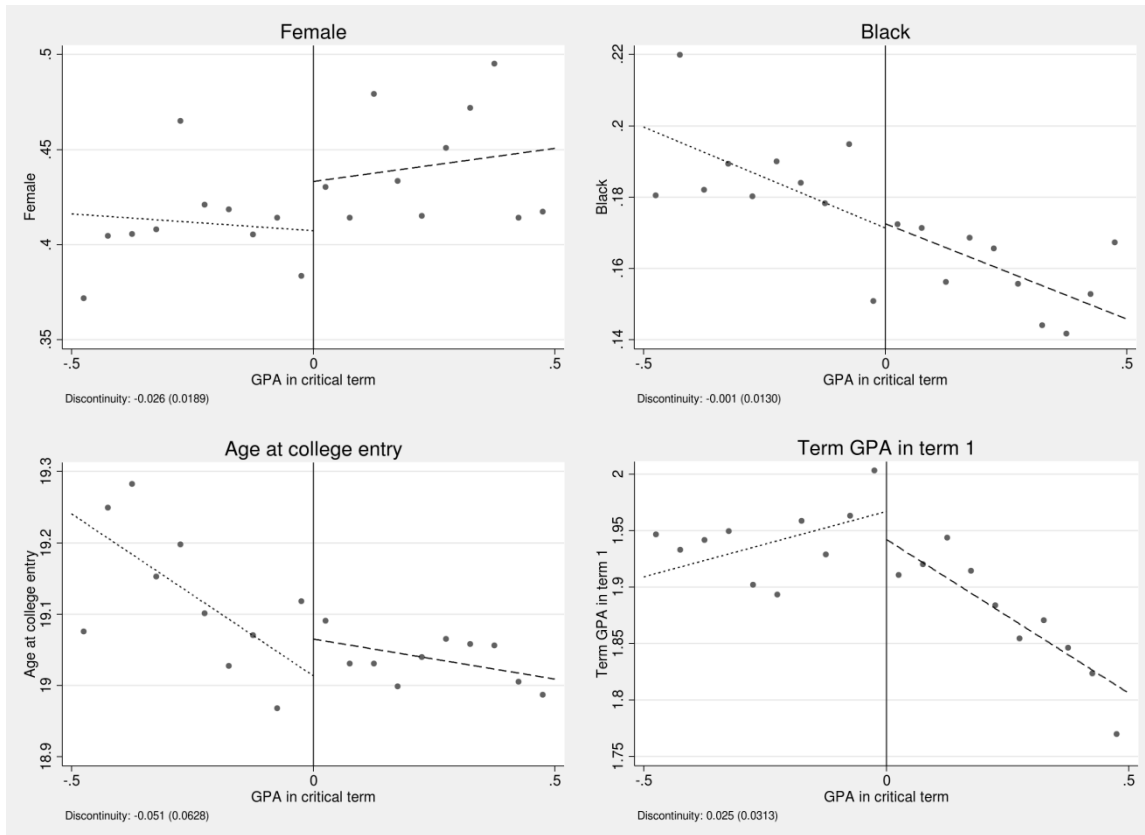 Female
.5
.45
.4
.35
Female
-.5 0 .5
GPA in critical term
Discontinuity: -0.026 (0.0189)
Black
.22
.2
.18
.16
.14
Black
-.5 0 .5
GPA in critical term
Discontinuity: -0.001 (0.0130)
Age at college entry
19.3
19.2
19.1
19
18.9
Age at college entry
-.5 0 .5
GPA in critical term
Discontinuity: -0.051 (0.0628)
Term GPA in term 1
2
1.95
1.9
1.85
1.8
1.75
Term GPA in term 1
-.5 0 .5
GPA in critical term
Discontinuity: 0.025 (0.0313)